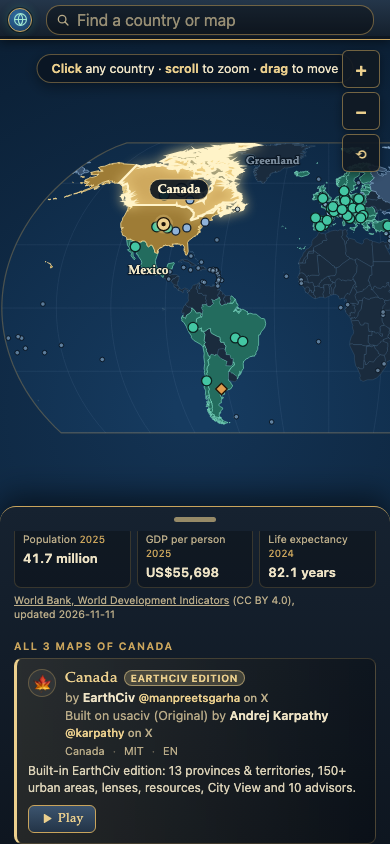 Find a country or map
Click any country · scroll to zoom · drag to move
+
−
Greenland
Canada
Mexico
Population 2025
41.7 million
GDP per person
2025
US$55,698
Life expectancy
2024
82.1 years
World Bank, World Development Indicators (CC BY 4.0),
updated 2026-11-11
ALL 3 MAPS OF CANADA
Canada EARTHCIV EDITION
by EarthCiv @manpreetsgarha on X
Built on usaciv (Original) by Andrej Karpathy
@karpathy on X
Canada · MIT · EN
Built-in EarthCiv edition: 13 provinces & territories, 150+
urban areas, lenses, resources, City View and 10 advisors.
Play